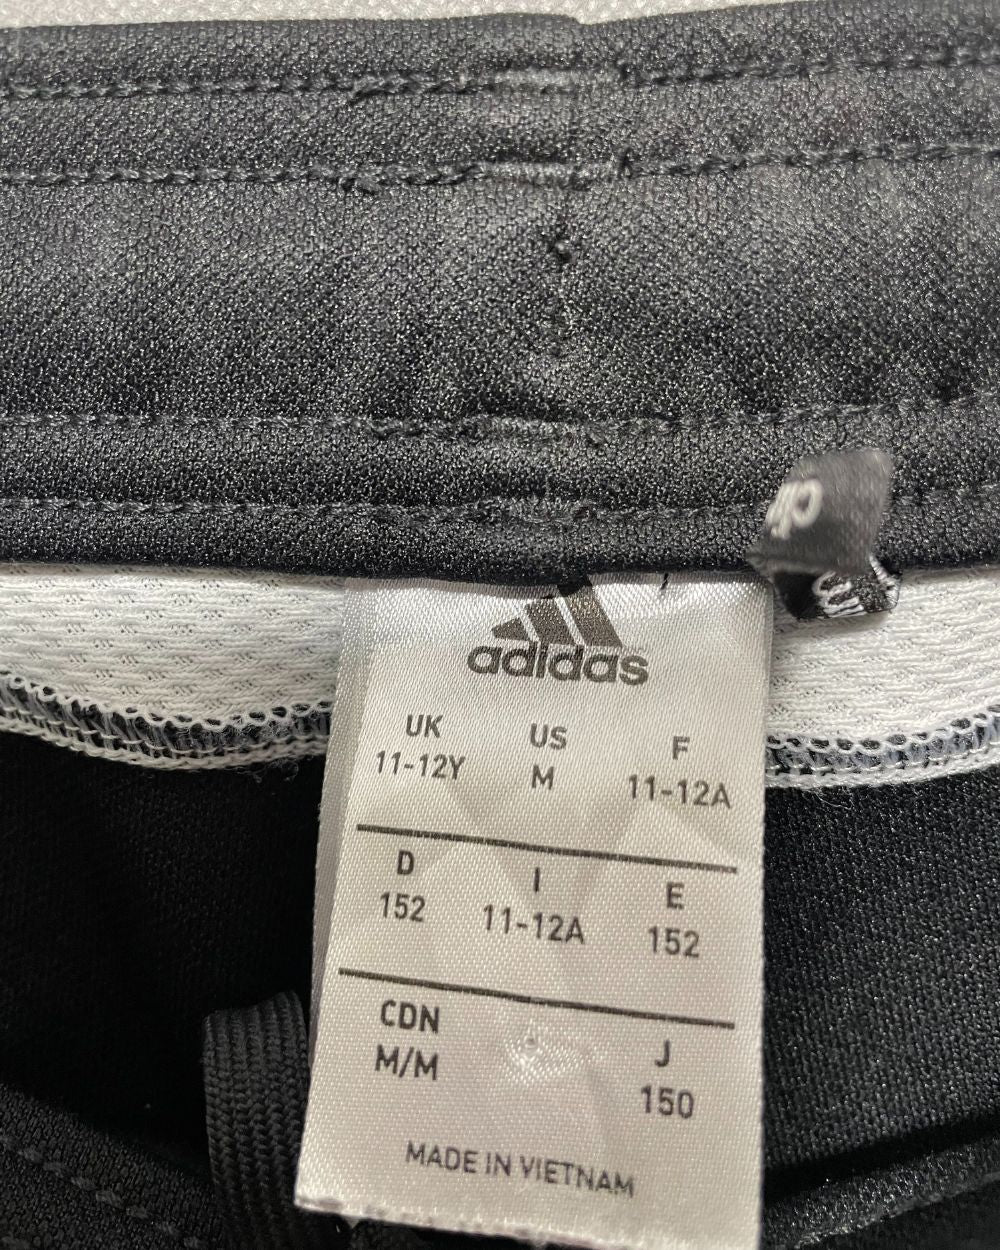 adidas
UK US F
11-12Y M 11-12A
D I E
152 11-12A 152
CDN J
M/M 150
MADE IN VIETNAM